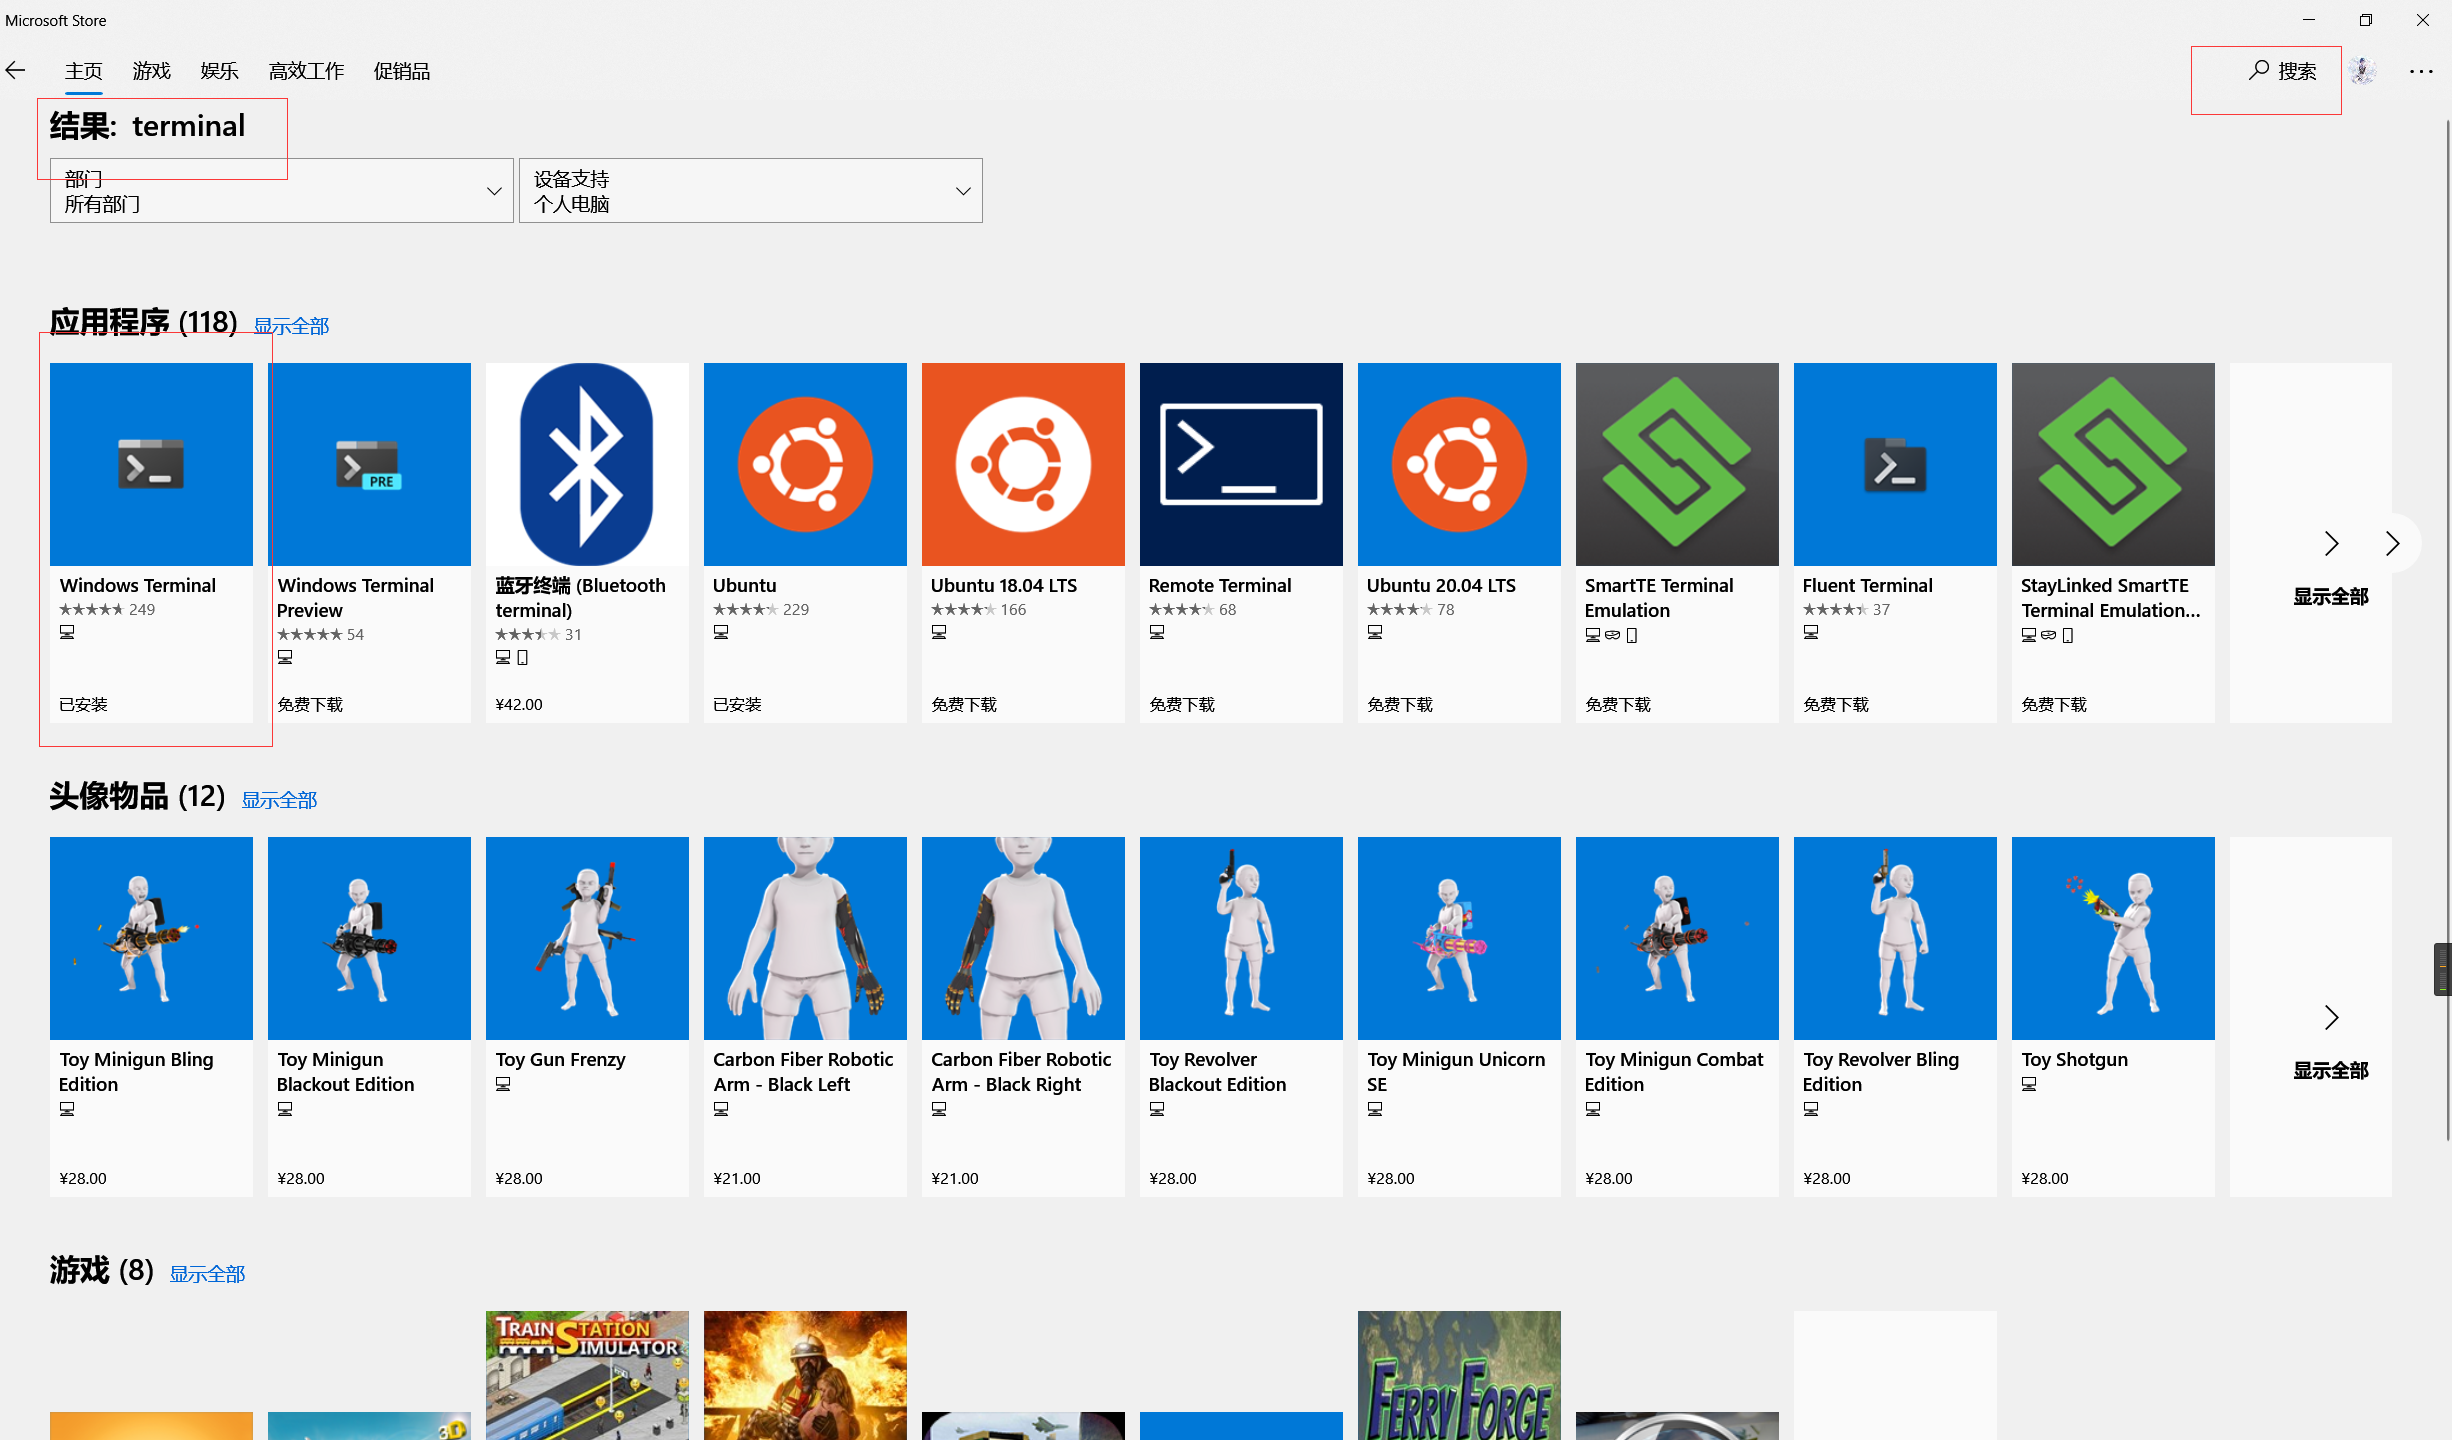 Microsoft Store
主页 游戏 娱乐 高效工作 促销品 搜索
结果: terminal
部门
所有部门
设备支持
个人电脑
应用程序 (118) 显示全部
PRE
Windows Terminal
249
已安装
Windows Terminal
Preview
54
免费下载
蓝牙终端 (Bluetooth
terminal)
31
¥42.00
Ubuntu
229
已安装
Ubuntu 18.04 LTS
166
免费下载
Remote Terminal
68
免费下载
Ubuntu 20.04 LTS
78
免费下载
SmartTE Terminal
Emulation
免费下载
Fluent Terminal
37
免费下载
StayLinked SmartTE
Terminal Emulation...
免费下载
显示全部
头像物品 (12) 显示全部
Toy Minigun Bling
Edition
¥28.00
Toy Minigun
Blackout Edition
¥28.00
Toy Gun Frenzy
¥28.00
Carbon Fiber Robotic
Arm - Black Left
¥21.00
Carbon Fiber Robotic
Arm - Black Right
¥21.00
Toy Revolver
Blackout Edition
¥28.00
Toy Minigun Unicorn
SE
¥28.00
Toy Minigun Combat
Edition
¥28.00
Toy Revolver Bling
Edition
¥28.00
Toy Shotgun
¥28.00
显示全部
游戏 (8) 显示全部
TRAIN STATION
SIMULATOR
FERRY FORGE
3D